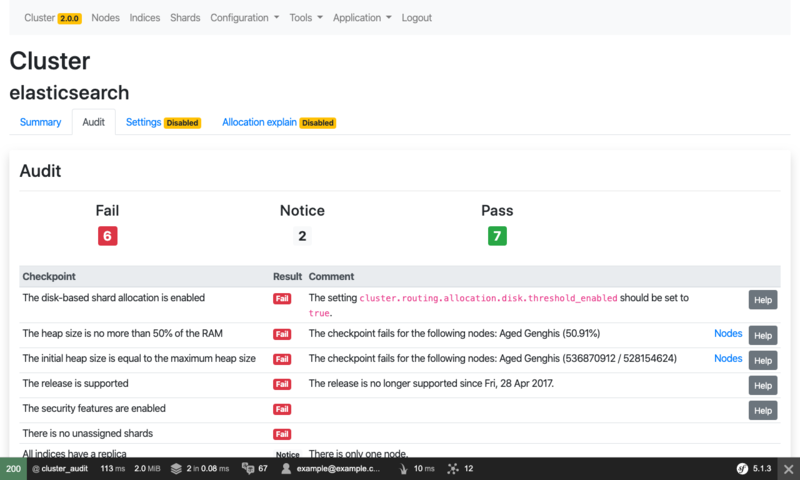 Cluster 2.0.0 Nodes Indices Shards Configuration Tools Application Logout
Cluster
elasticsearch
Summary Audit Settings Disabled Allocation explain Disabled
Audit
Fail Notice Pass
6 2 7
Checkpoint Result Comment
The disk-based shard allocation is enabled Fail The setting cluster.routing.allocation.disk.threshold_enabled should be set to Help
true.
The heap size is no more than 50% of the RAM Fail The checkpoint fails for the following nodes: Aged Genghis (50.91%) Nodes Help
The initial heap size is equal to the maximum heap size Fail The checkpoint fails for the following nodes: Aged Genghis (536870912 / 528154624) Nodes Help
The release is supported Fail The release is no longer supported since Fri, 28 Apr 2017. Help
The security features are enabled Fail Help
There is no unassigned shards Fail
All indices have a replica Notice There is only one node.
200 @ cluster_audit 113 ms 2.0 MiB 2 in 0.08 ms 67 example@example.c... 10 ms 12 sf 5.1.3